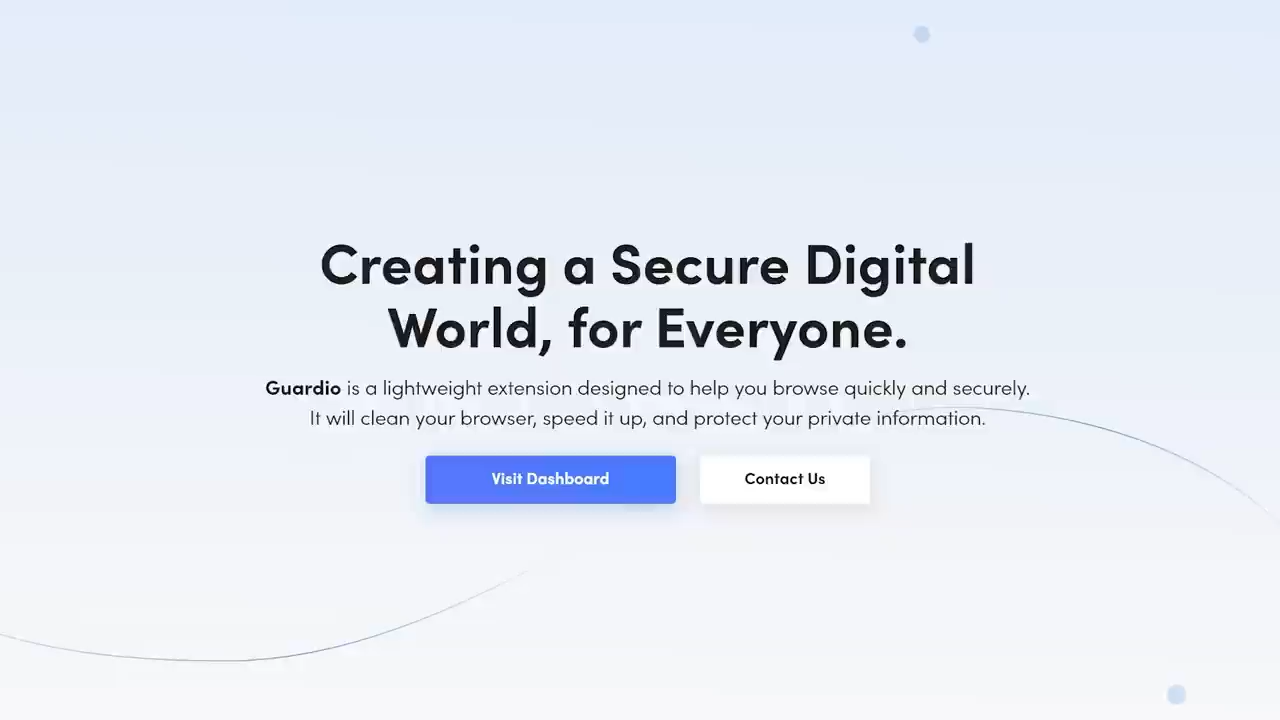 Creating a Secure Digital
World, for Everyone.
Guardio is a lightweight extension designed to help you browse quickly and securely.
It will clean your browser, speed it up, and protect your private information.
Visit Dashboard
Contact Us